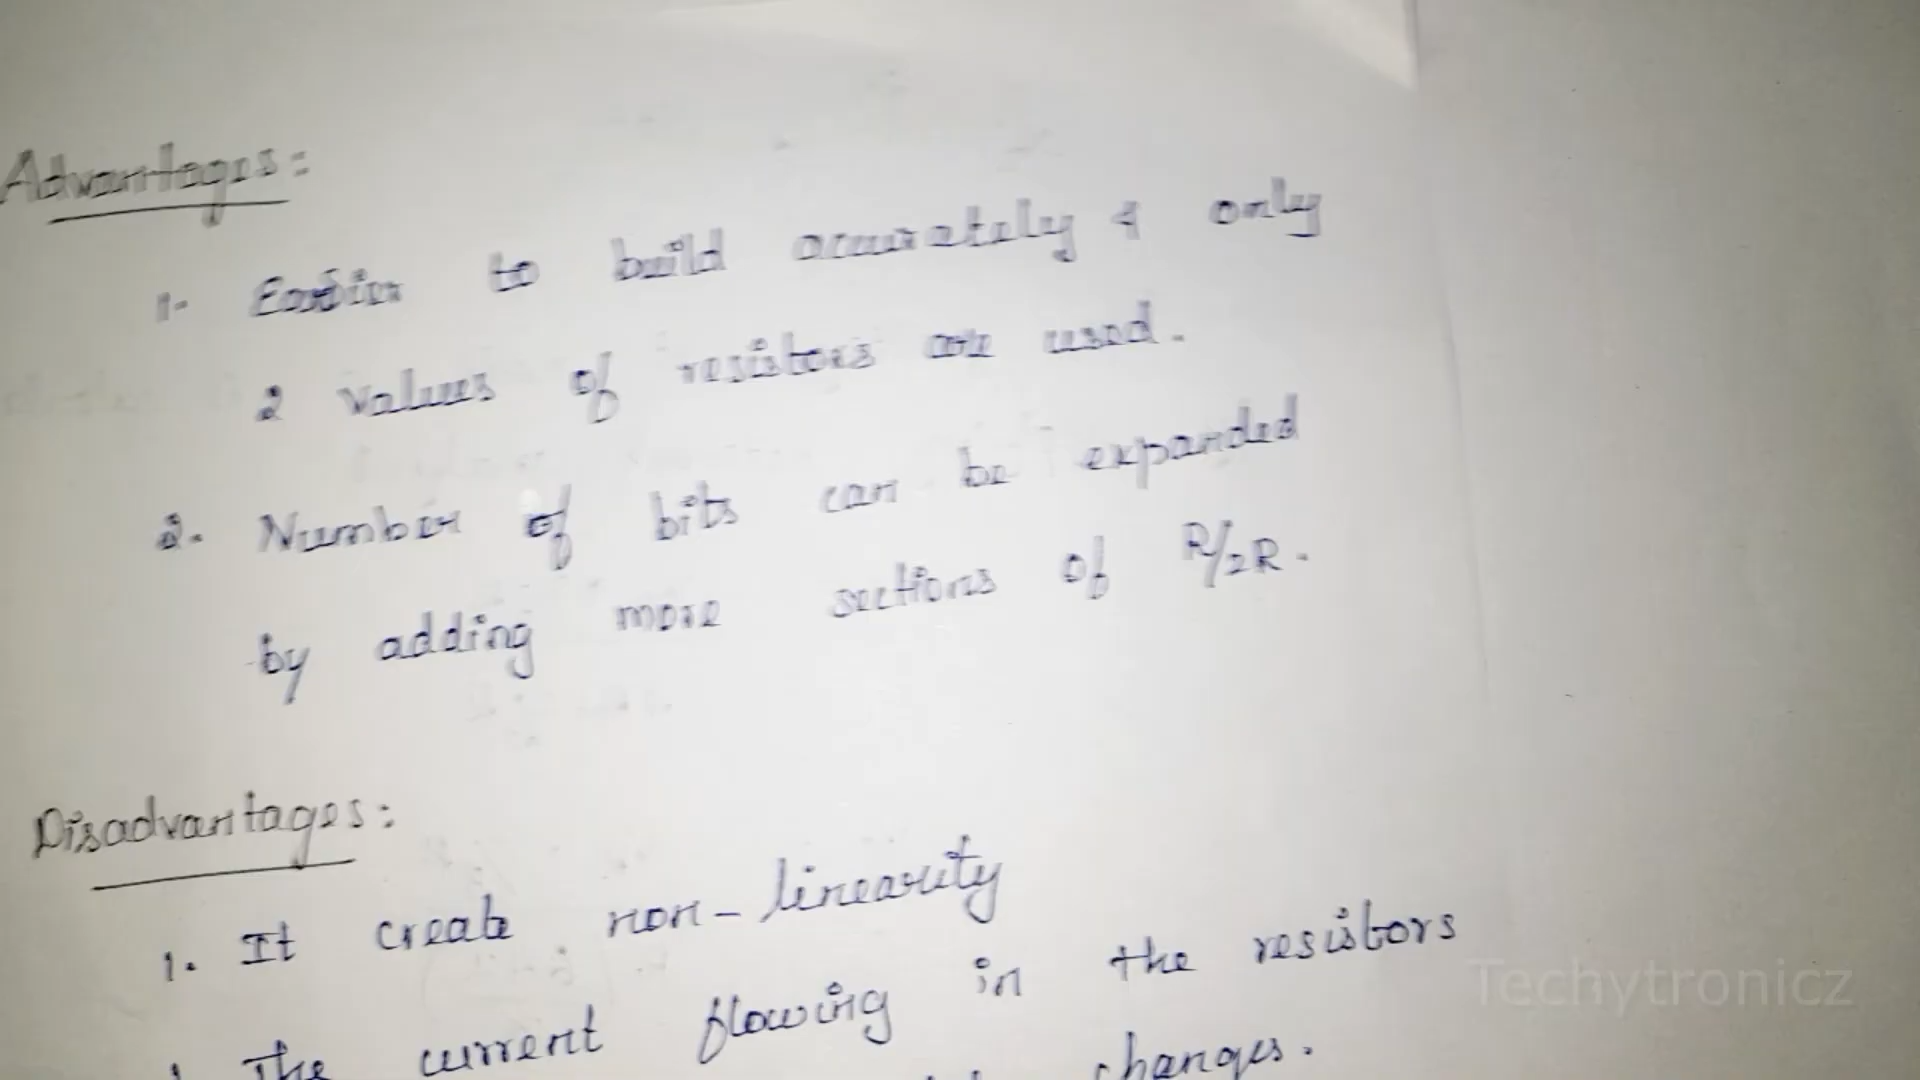 Advantages:
1. Easier to build accurately & only
2 values of resistors are used.
2. Number of bits can be expanded
by adding more sections of R/2R.
Disadvantages:
1. It create non-linearity
The current flowing in the resistors
changes.
Techytronicz